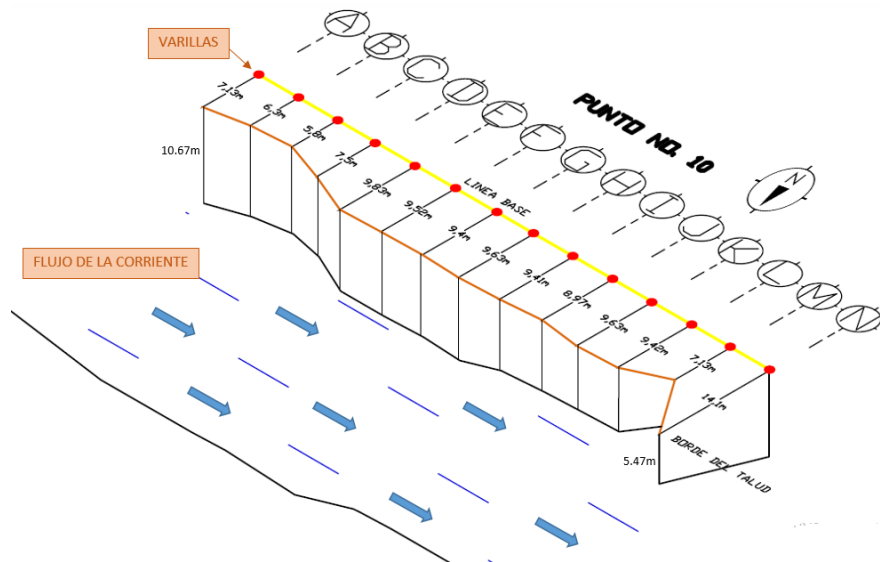 VARILLAS
A B C D E F G H I J K L M N
PUNTO NO. 10
N
7,13m
6,3m
5,8m
7,5m
9,83m
9,52m
9,4m
9,63m
9,41m
8,97m
9,63m
9,42m
7,13m
14,1m
LINEA BASE
10.67m
FLUJO DE LA CORRIENTE
5.47m
BORDE DEL TALUD